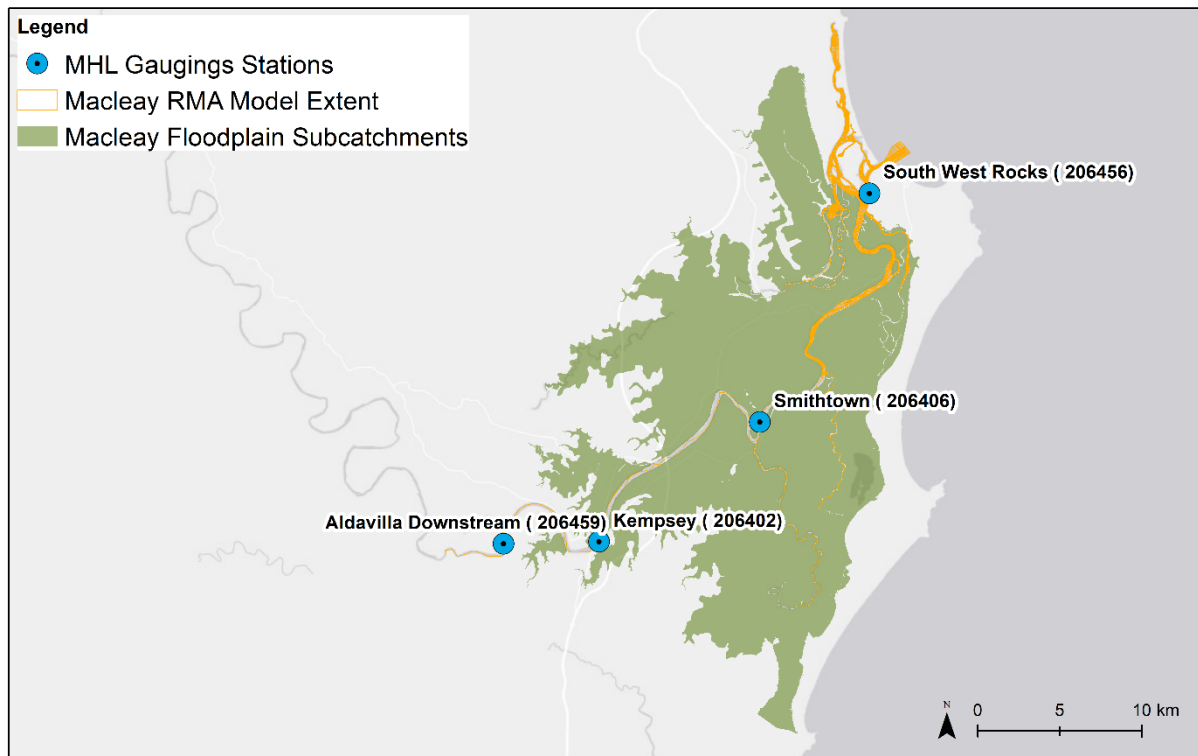 Legend
MHL Gaugings Stations
Macleay RMA Model Extent
Macleay Floodplain Subcatchments
South West Rocks ( 206456)
Smithtown ( 206406)
Aldavilla Downstream ( 206459)
Kempsey ( 206402)
N
0 5 10 km